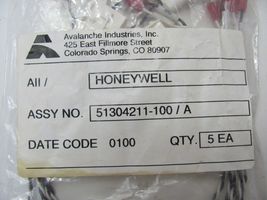 Avalanche Industries, Inc.
425 East Fillmore Street
Colorado Springs, CO 80907
AII / HONEYWELL
ASSY NO. 51304211-100 / A
DATE CODE 0100 QTY. 5 EA